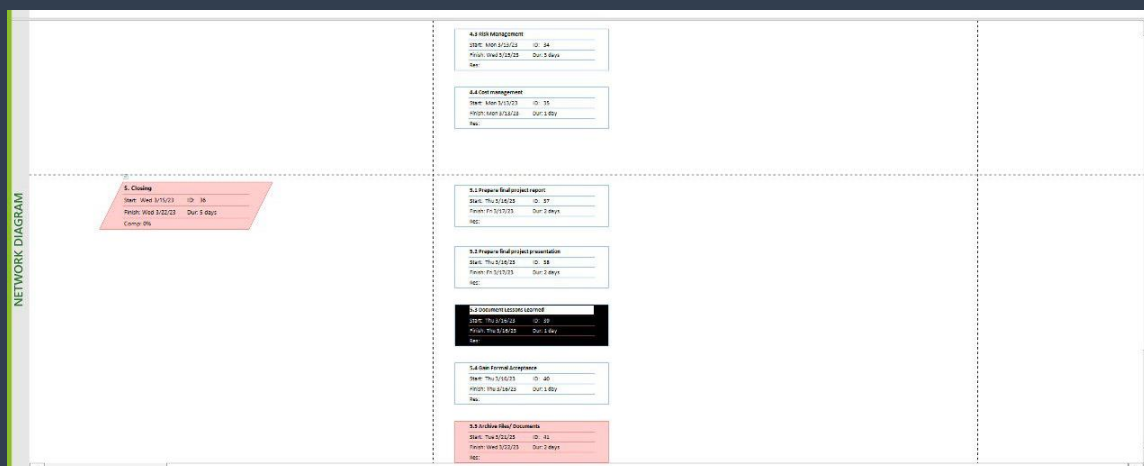 NETWORK DIAGRAM
4.3 Risk Management
Start: Mon 3/13/23 ID: 34
Finish: Wed 3/15/23 Dur: 3 days
Res:
4.4 Cost management
Start: Mon 3/13/23 ID: 35
Finish: Mon 3/13/23 Dur: 1 day
Res:
5. Closing
Start: Wed 3/15/23 ID: 36
Finish: Wed 3/22/23 Dur: 5 days
Comp: 0%
5.1 Prepare final project report
Start: Thu 3/16/23 ID: 37
Finish: Fri 3/17/23 Dur: 2 days
Res:
5.2 Prepare final project presentation
Start: Thu 3/16/23 ID: 38
Finish: Fri 3/17/23 Dur: 2 days
Res:
5.3 Document Lessons Learned
Start: Thu 3/16/23 ID: 39
Finish: Thu 3/16/23 Dur: 1 day
Res:
5.4 Gain Formal Acceptance
Start: Thu 3/16/23 ID: 40
Finish: Thu 3/16/23 Dur: 1 day
Res:
5.5 Archive Files/ Documents
Start: Tue 3/21/23 ID: 41
Finish: Wed 3/22/23 Dur: 2 days
Res: